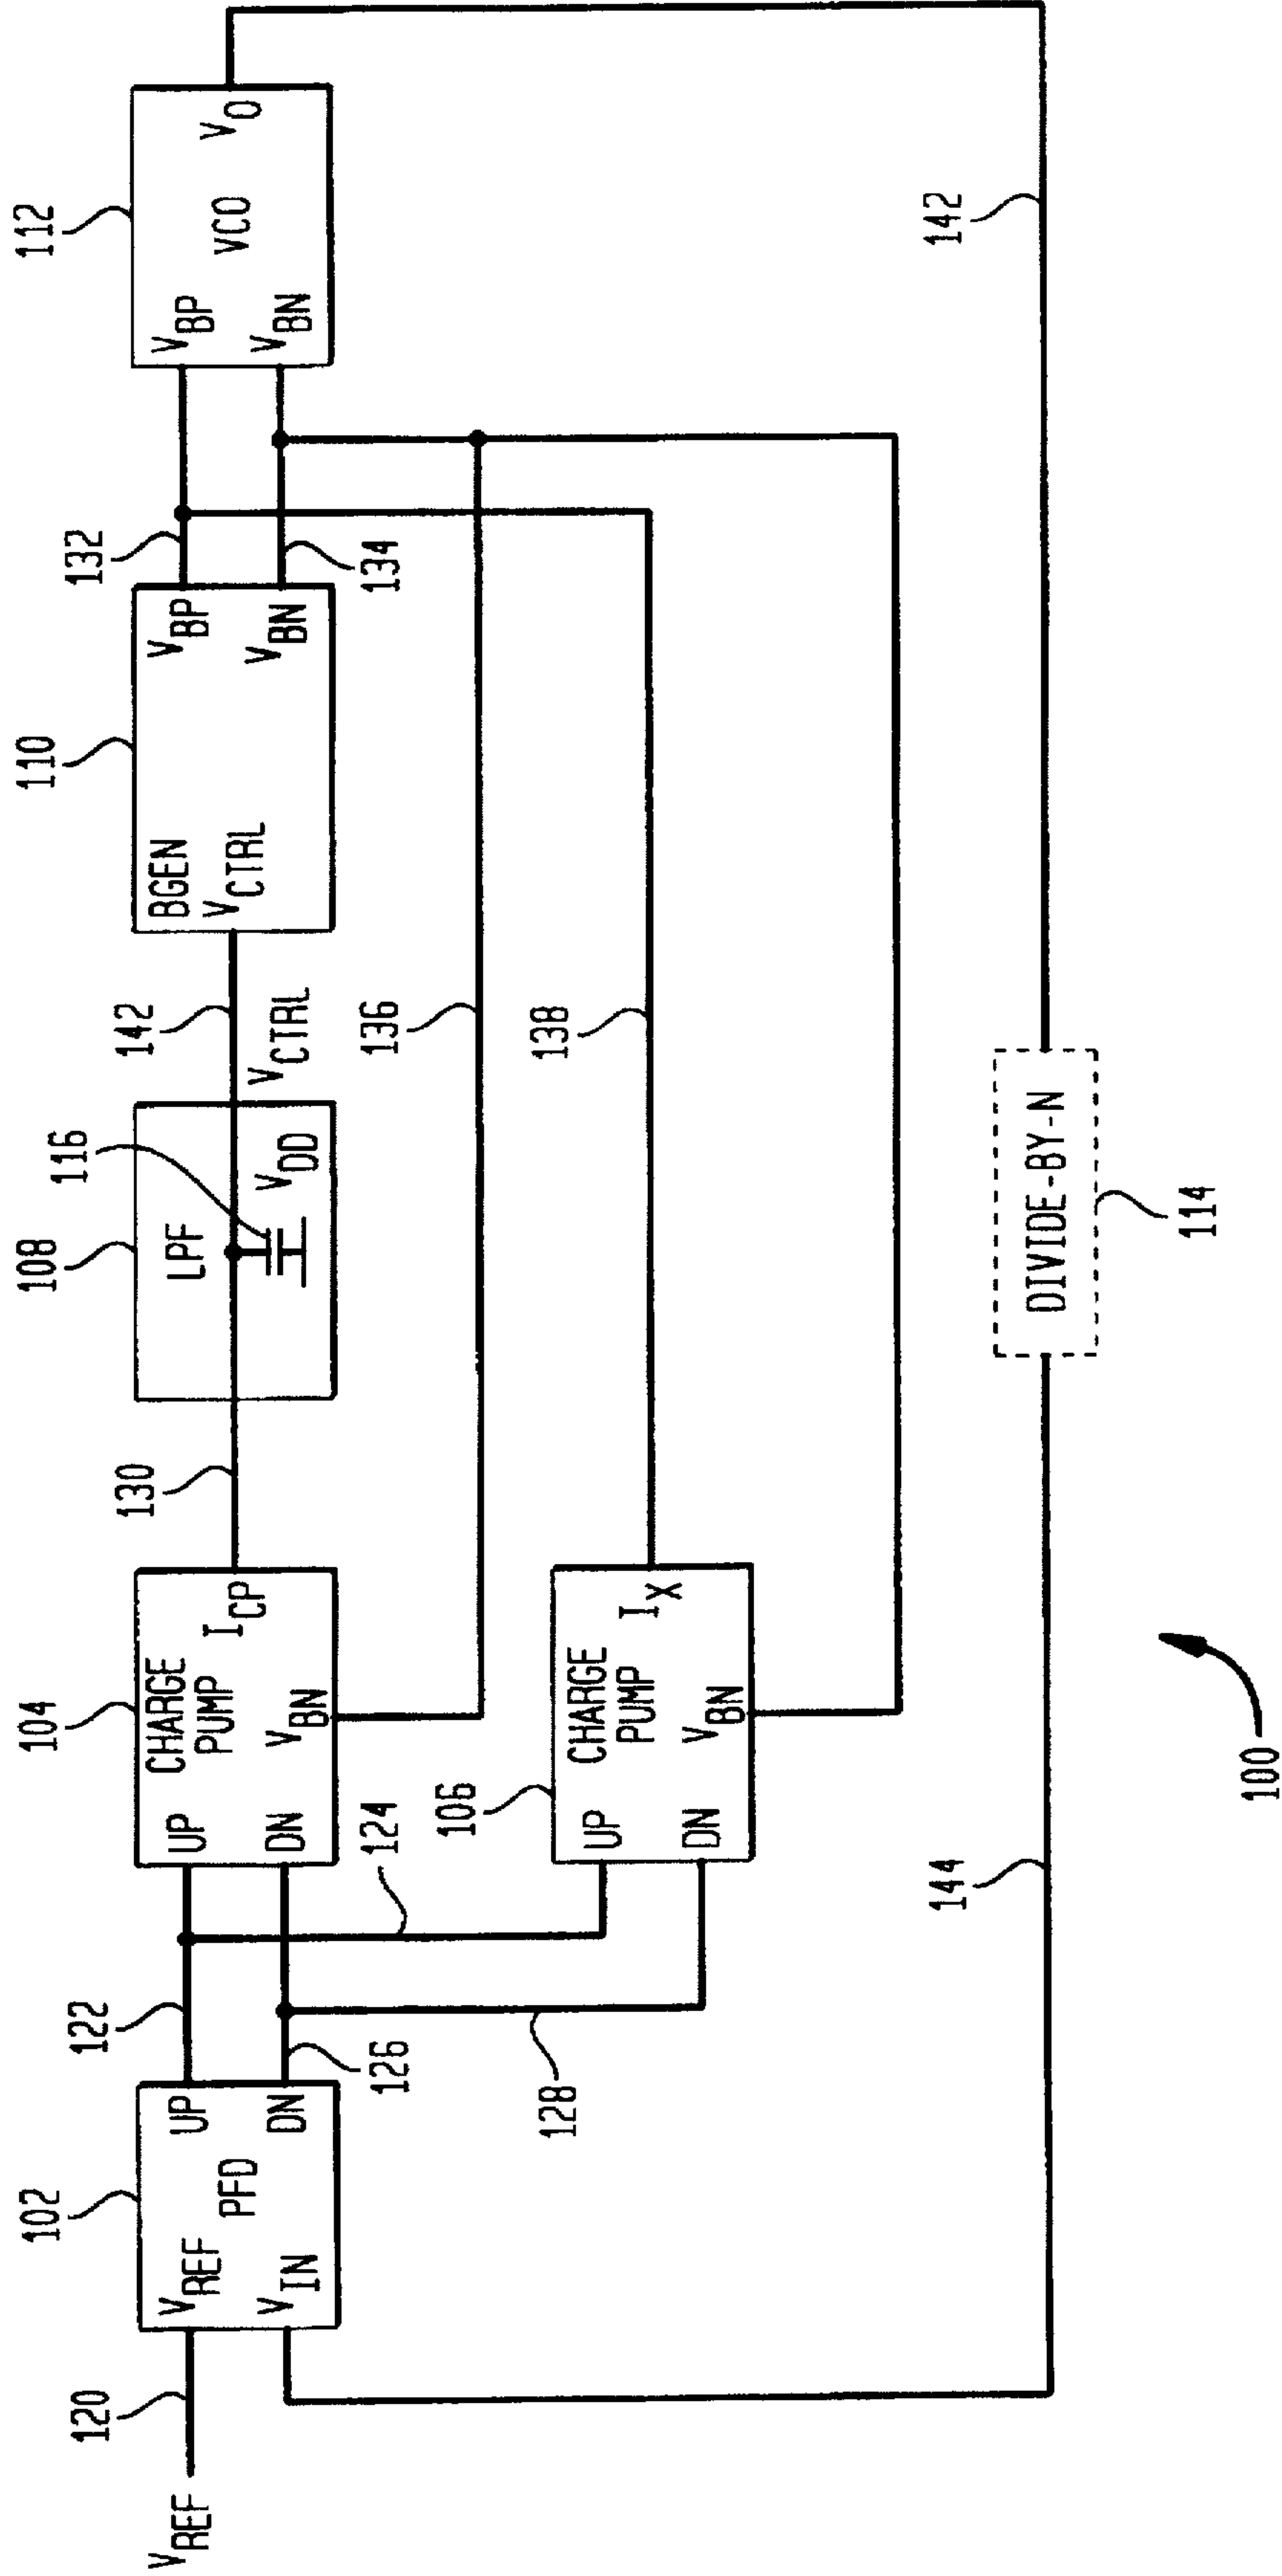 V_REF
120
102
V_REF
V_IN
PFD
UP
DN
122
126
124
128
104
UP
DN
CHARGE
PUMP
V_BN
I_CP
106
UP
DN
CHARGE
PUMP
V_BN
I_X
130
108
LPF
116
V_DD
142
V_CTRL
110
BGEN
V_CTRL
V_BP
V_BN
132
134
136
138
112
V_BP
V_BN
VCO
V_O
144
DIVIDE-BY-N
114
142
100